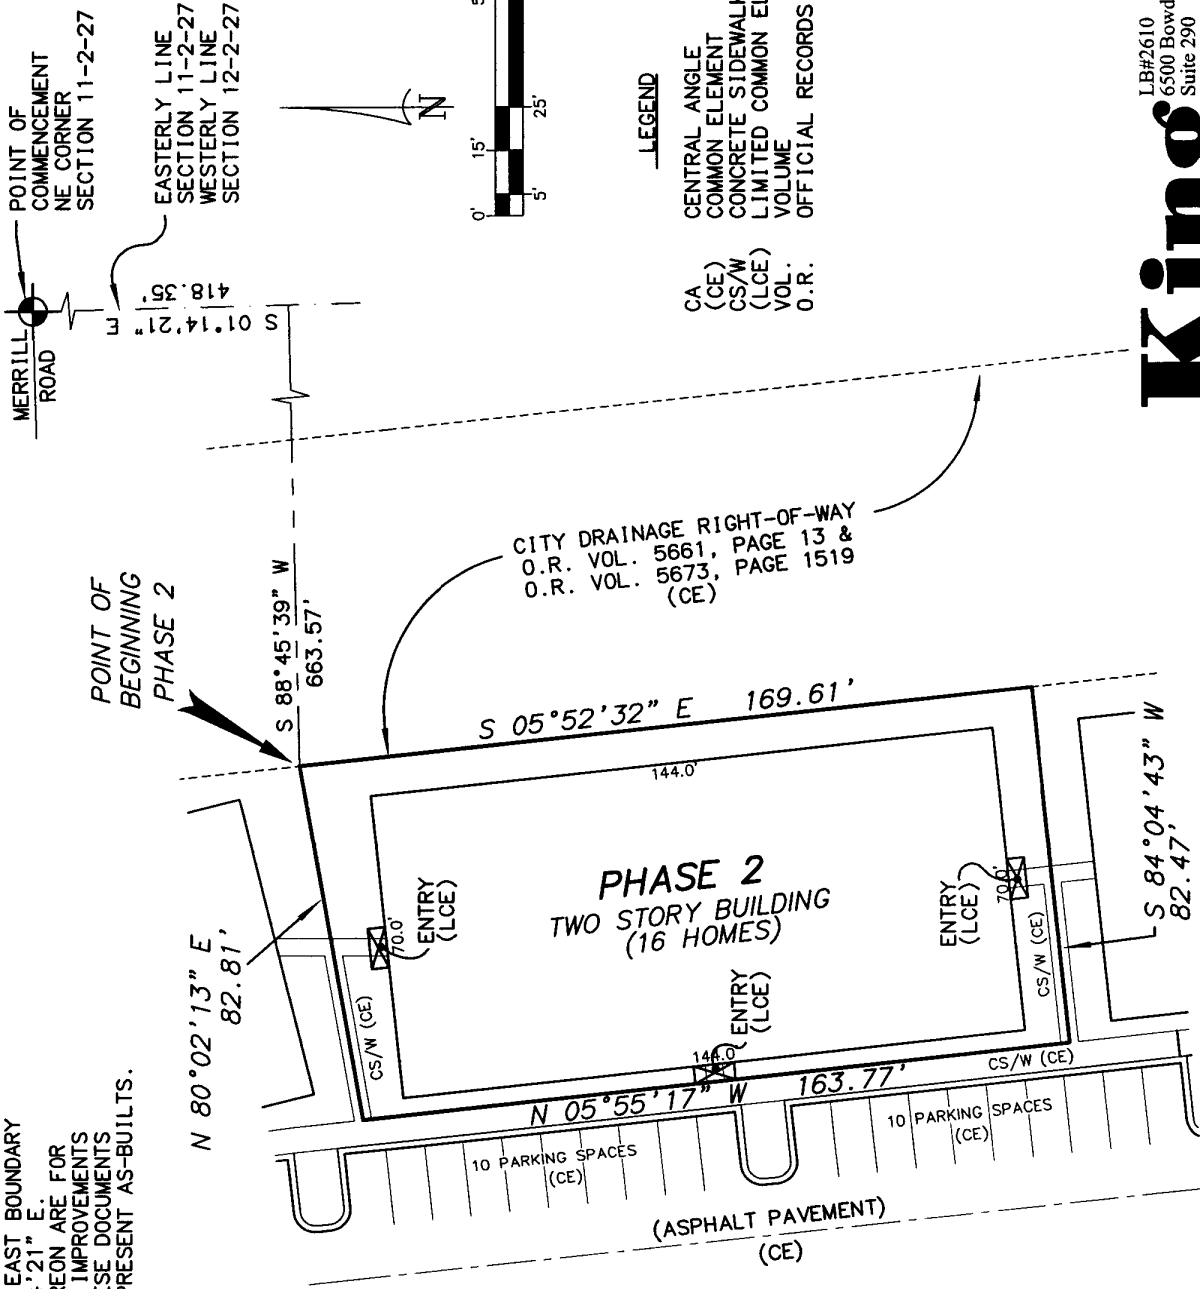 POINT OF
COMMENCEMENT
NE CORNER
SECTION 11-2-27
EASTERLY LINE
SECTION 11-2-27
WESTERLY LINE
SECTION 12-2-27
MERRILL
ROAD
S 01°14'21" E
418.35'
N
0'
5'
15'
25'
LEGEND
CA CENTRAL ANGLE
(CE) COMMON ELEMENT
CS/W CONCRETE SIDEWALK
(LCE) LIMITED COMMON
VOL. VOLUME
O.R. OFFICIAL RECORDS
King
LB#2610
6500
Suite 290
POINT OF
BEGINNING
PHASE 2
S 88°45'39" W
663.57'
CITY DRAINAGE RIGHT-OF-WAY
O.R. VOL. 5661, PAGE 13 &
O.R. VOL. 5673, PAGE 1519
(CE)
S 05°52'32" E 169.61'
144.0'
N 80°02'13" E
82.81'
70.0'
ENTRY
(LCE)
CS/W (CE)
PHASE 2
TWO STORY BUILDING
(16 HOMES)
ENTRY
(LCE)
70.0'
CS/W (CE)
S 84°04'43" W
82.47'
ENTRY
(LCE)
144.0'
N 05°55'17" W 163.77'
CS/W (CE)
10 PARKING SPACES
(CE)
10 PARKING SPACES
(CE)
(ASPHALT PAVEMENT)
(CE)
EAST BOUNDARY
'21" E.
ARE FOR
IMPROVEMENTS
DOCUMENTS
AS-BUILTS.